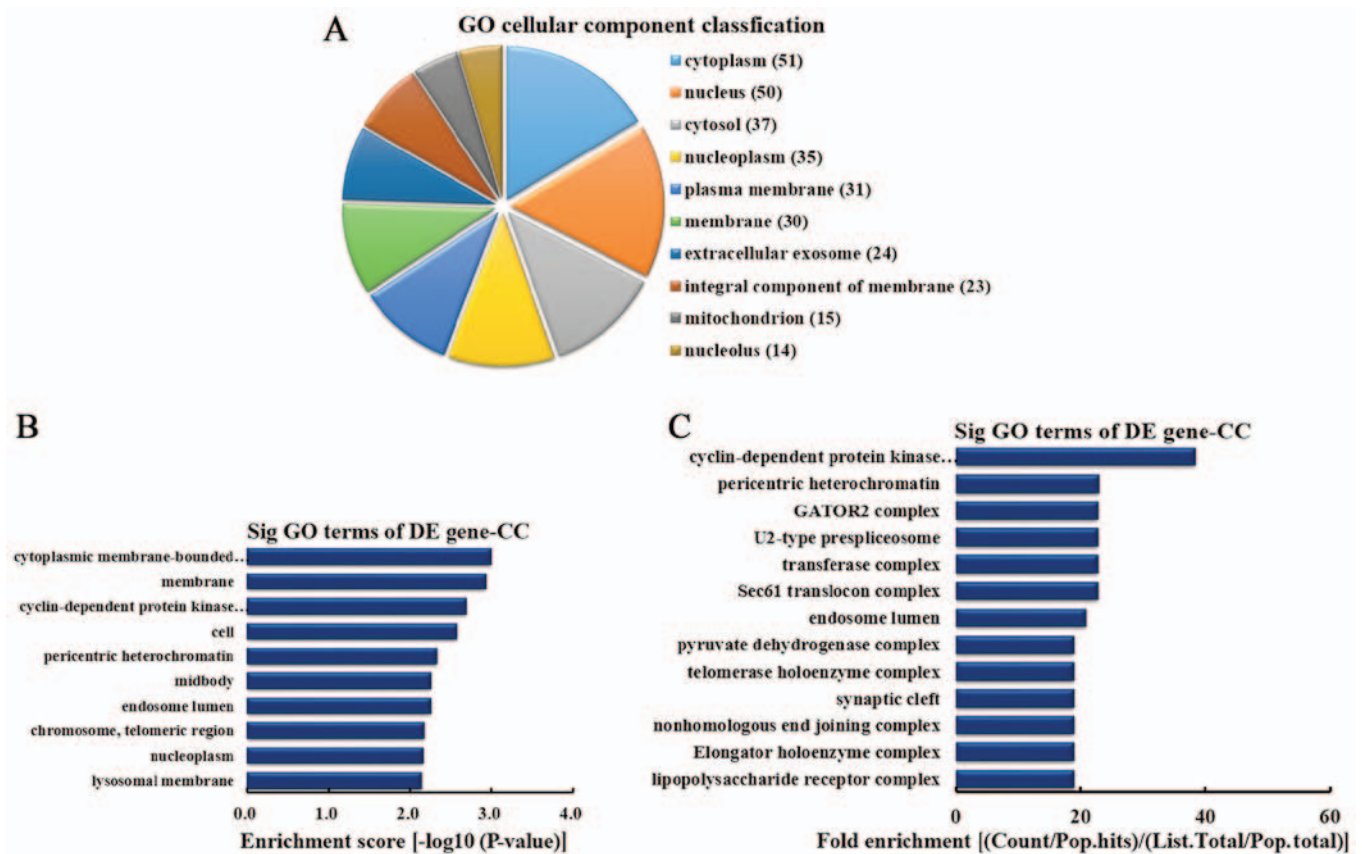 A
GO cellular component classfication
cytoplasm (51)
nucleus (50)
cytosol (37)
nucleoplasm (35)
plasma membrane (31)
membrane (30)
extracellular exosome (24)
integral component of membrane (23)
mitochondrion (15)
nucleolus (14)
B
Sig GO terms of DE gene-CC
cytoplasmic membrane-bounded…
membrane
cyclin-dependent protein kinase…
cell
pericentric heterochromatin
midbody
endosome lumen
chromosome, telomeric region
nucleoplasm
lysosomal membrane
0.0 1.0 2.0 3.0 4.0
Enrichment score [-log10 (P-value)]
C
Sig GO terms of DE gene-CC
cyclin-dependent protein kinase…
pericentric heterochromatin
GATOR2 complex
U2-type prespliceosome
transferase complex
Sec61 translocon complex
endosome lumen
pyruvate dehydrogenase complex
telomerase holoenzyme complex
synaptic cleft
nonhomologous end joining complex
Elongator holoenzyme complex
lipopolysaccharide receptor complex
0 20 40 60
Fold enrichment [(Count/Pop.hits)/(List.Total/Pop.total)]